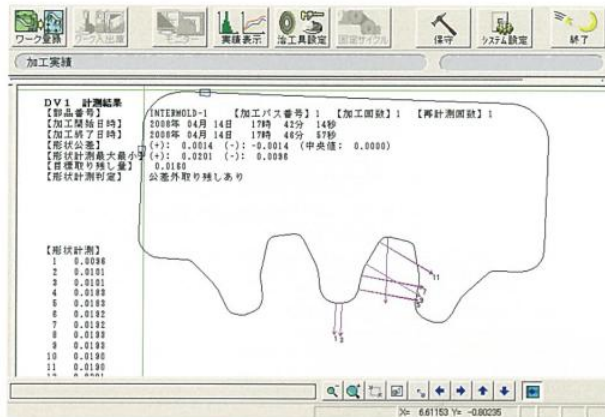 ワーク登録 ワーク入出庫 モニター 実績表示 治工具設定 固定サイクル 保守 システム設定 終了
加工実績
DV1 計測結果
【部品番号】 INTERMOLD-1 【加工パス番号】1 【加工回数】1 【再計測回数】1
【加工開始日時】 2008年 04月 14日 17時 42分 14秒
【加工終了日時】 2008年 04月 14日 17時 46分 57秒
【形状公差】 (+): 0.0014 (-): -0.0014 (中央値: 0.0000)
【形状計測最大最小】(+): 0.0201 (-): 0.0096
【目標取り残し量】 0.0160
【形状計測判定】 公差外取り残しあり
【形状計測】
1 0.0096
2 0.0101
3 0.0101
4 0.0183
5 0.0183
6 0.0182
7 0.0192
8 0.0193
9 0.0193
10 0.0190
11 0.0190
11
X= 6.61153 Y= -0.80235